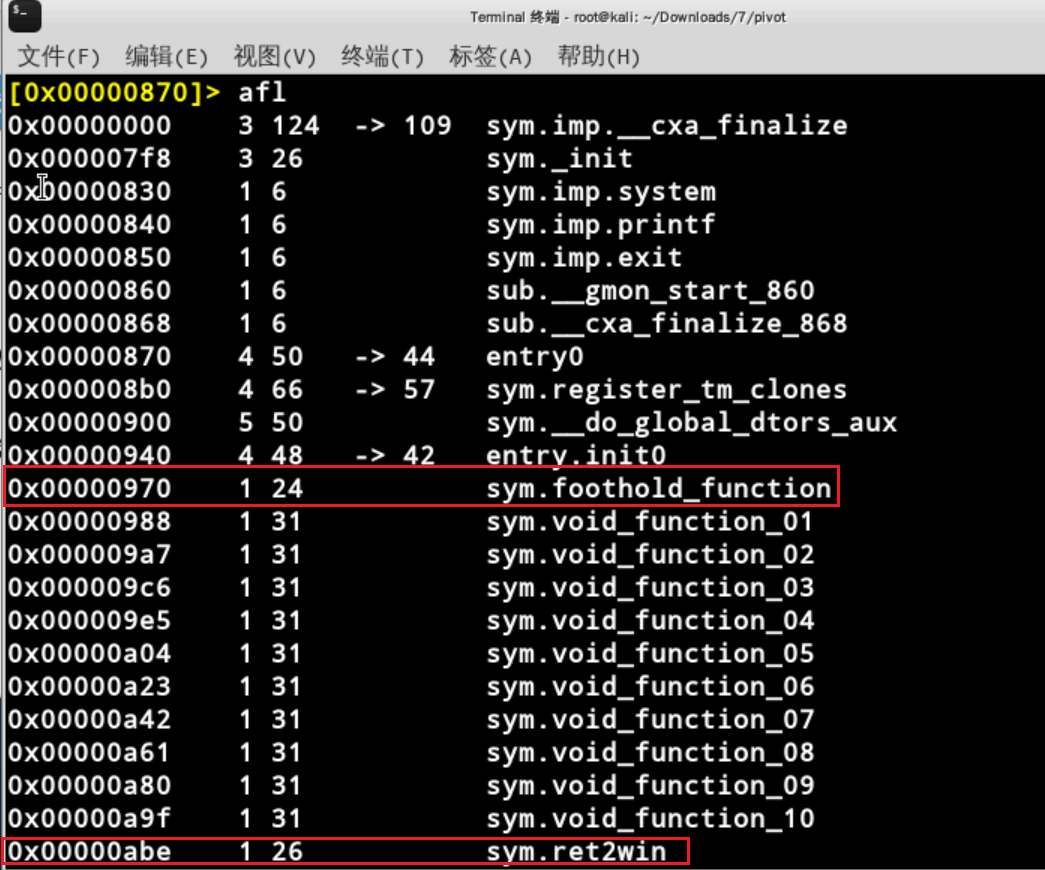 $_
Terminal 终端 - root@kali: ~/Downloads/7/pivot
文件(F) 编辑(E) 视图(V) 终端(T) 标签(A) 帮助(H)
[0x00000870]> afl
0x00000000 3 124 -> 109 sym.imp.__cxa_finalize
0x000007f8 3 26 sym._init
0x00000830 1 6 sym.imp.system
0x00000840 1 6 sym.imp.printf
0x00000850 1 6 sym.imp.exit
0x00000860 1 6 sub.__gmon_start_860
0x00000868 1 6 sub.__cxa_finalize_868
0x00000870 4 50 -> 44 entry0
0x000008b0 4 66 -> 57 sym.register_tm_clones
0x00000900 5 50 sym.__do_global_dtors_aux
0x00000940 4 48 -> 42 entry.init0
0x00000970 1 24 sym.foothold_function
0x00000988 1 31 sym.void_function_01
0x000009a7 1 31 sym.void_function_02
0x000009c6 1 31 sym.void_function_03
0x000009e5 1 31 sym.void_function_04
0x00000a04 1 31 sym.void_function_05
0x00000a23 1 31 sym.void_function_06
0x00000a42 1 31 sym.void_function_07
0x00000a61 1 31 sym.void_function_08
0x00000a80 1 31 sym.void_function_09
0x00000a9f 1 31 sym.void_function_10
0x00000abe 1 26 sym.ret2win